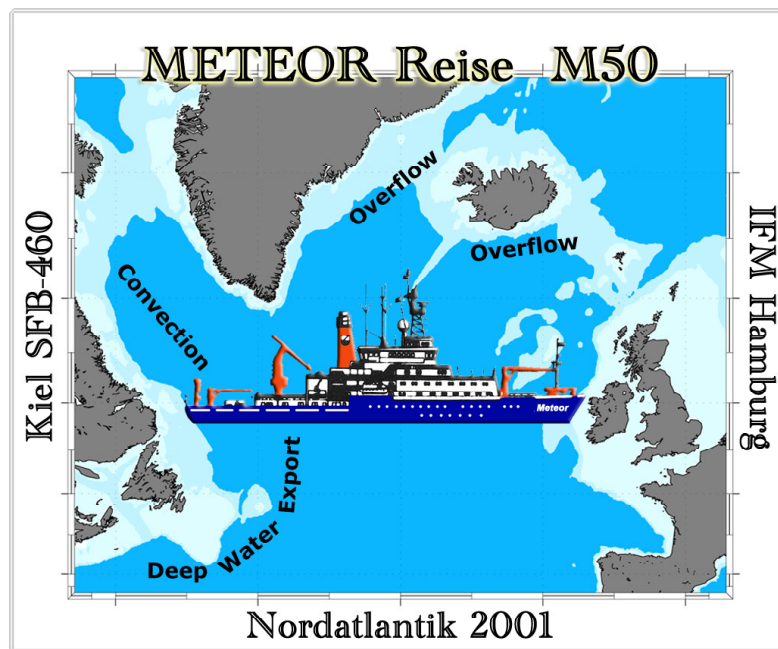 METEOR Reise M50
Overflow
Overflow
Convection
Kiel SFB-460
IFM Hamburg
Meteor
Deep Water Export
Nordatlantik 2001